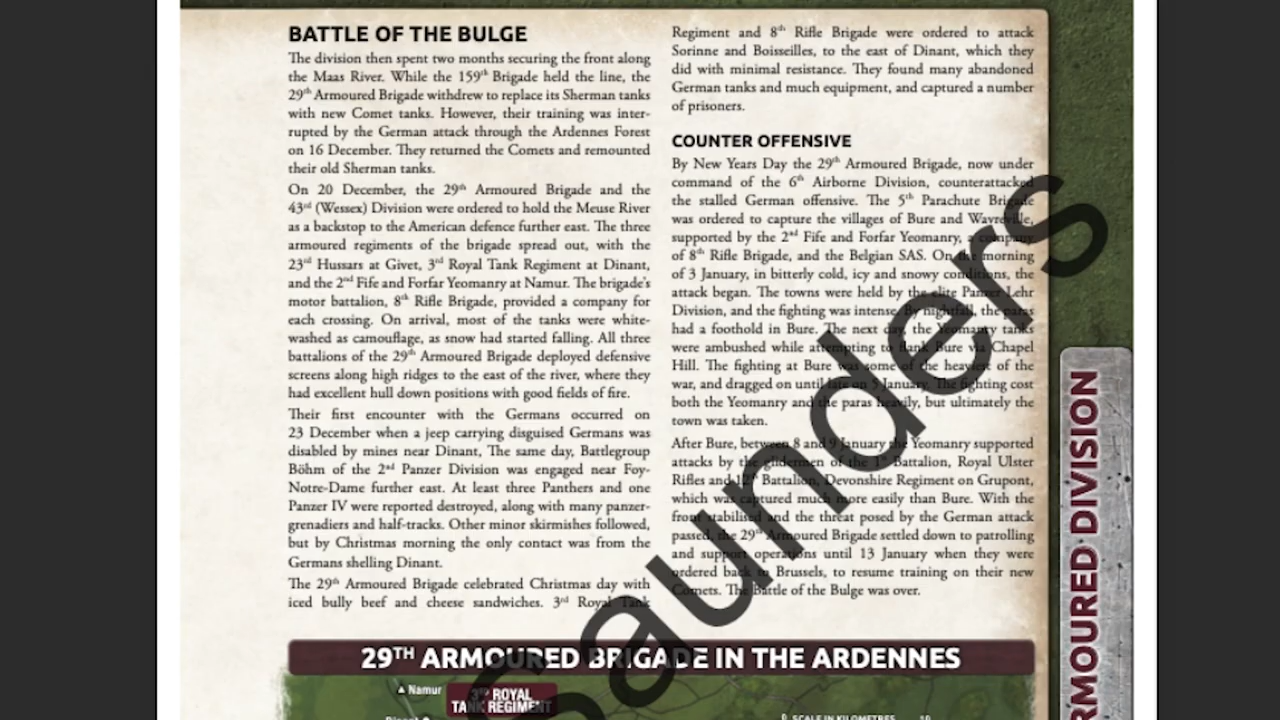 BATTLE OF THE BULGE
The division then spent two months securing the front along
the Maas River. While the 159th Brigade held the line, the
29th Armoured Brigade withdrew to replace its Sherman tanks
with new Comet tanks. However, their training was inter-
rupted by the German attack through the Ardennes Forest
on 16 December. They returned the Comets and remounted
their old Sherman tanks.
On 20 December, the 29th Armoured Brigade and the
43rd (Wessex) Division were ordered to hold the Meuse River
as a backstop to the American defence further east. The three
armoured regiments of the brigade spread out, with the
23rd Hussars at Givet, 3rd Royal Tank Regiment at Dinant,
and the 2nd Fife and Forfar Yeomanry at Namur. The brigade's
motor battalion, 8th Rifle Brigade, provided a company for
each crossing. On arrival, most of the tanks were white-
washed as camouflage, as snow had started falling. All three
battalions of the 29th Armoured Brigade deployed defensive
screens along high ridges to the east of the river, where they
had excellent hull down positions with good fields of fire.
Their first encounter with the Germans occurred on
23 December when a jeep carrying disguised Germans was
disabled by mines near Dinant, The same day, Battlegroup
Böhm of the 2nd Panzer Division was engaged near Foy-
Notre-Dame further east. At least three Panthers and one
Panzer IV were reported destroyed, along with many panzer-
grenadiers and half-tracks. Other minor skirmishes followed,
but by Christmas morning the only contact was from the
Germans shelling Dinant.
The 29th Armoured Brigade celebrated Christmas day with
iced bully beef and cheese sandwiches. 3rd Royal Tank
Regiment and 8th Rifle Brigade were ordered to attack
Sorinne and Boisseilles, to the east of Dinant, which they
did with minimal resistance. They found many abandoned
German tanks and much equipment, and captured a number
of prisoners.
COUNTER OFFENSIVE
By New Years Day the 29th Armoured Brigade, now under
command of the 6th Airborne Division, counterattacked
the stalled German offensive. The 5th Parachute Brigade
was ordered to capture the villages of Bure and Wavreville,
supported by the 2nd Fife and Forfar Yeomanry, a company
of 8th Rifle Brigade, and the Belgian SAS. On the morning
of 3 January, in bitterly cold, icy and snowy conditions, the
attack began. The towns were held by the elite Panzer Lehr
Division, and the fighting was intense. By nightfall, the paras
had a foothold in Bure. The next day the Yeomanry tanks
were ambushed while attempting to flank Bure via Chapel
Hill. The fighting at Bure was some of the heaviest of the
war, and dragged on until late on 5 January. The fighting cost
both the Yeomanry and the paras heavily, but ultimately the
town was taken.
After Bure, between 8 and 9 January the Yeomanry supported
attacks by the glidermen of the 1st Battalion, Royal Ulster
Rifles and 12th Battalion, Devonshire Regiment on Grupont,
which was captured much more easily than Bure. With the
front stabilised and the threat posed by the German attack
passed, the 29th Armoured Brigade settled down to patrolling
and support operations until 13 January when they were
ordered back to Brussels, to resume training on their new
Comets. The Battle of the Bulge was over.
Saunders
29TH ARMOURED BRIGADE IN THE ARDENNES
Namur
3RD ROYAL
TANK REGIMENT
SCALE IN KILOMETRES
ARMOURED DIVISION